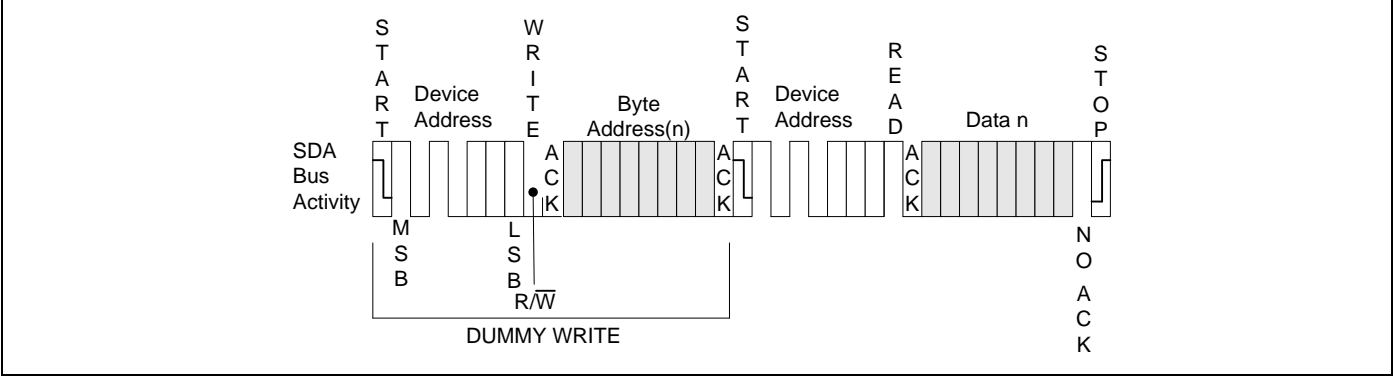 START
WRITE
START
READ
STOP
Device
Address
Byte
Address(n)
Device
Address
Data n
SDA
Bus
Activity
ACK
ACK
ACK
MSB
LSB
R/W̅
NO ACK
DUMMY WRITE